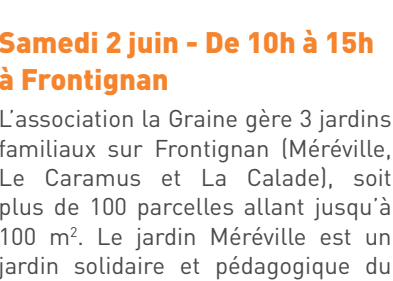 Samedi 2 juin - De 10h à 15h
à Frontignan
L'association la Graine gère 3 jardins
familiaux sur Frontignan (Méréville,
Le Caramus et La Calade), soit
plus de 100 parcelles allant jusqu'à
100 m². Le jardin Méréville est un
jardin solidaire et pédagogique du